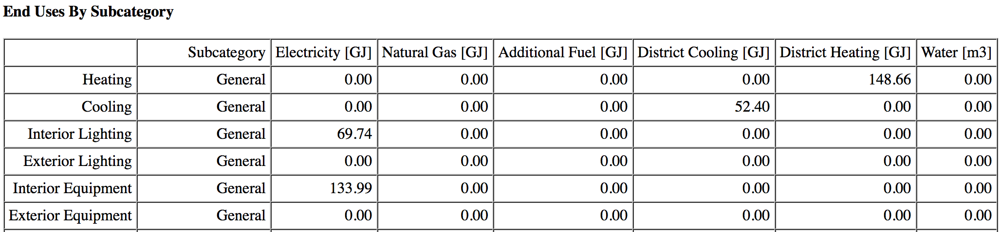 End Uses By Subcategory
Subcategory Electricity [GJ] Natural Gas [GJ] Additional Fuel [GJ] District Cooling [GJ] District Heating [GJ] Water [m3]
Heating General 0.00 0.00 0.00 0.00 148.66 0.00
Cooling General 0.00 0.00 0.00 52.40 0.00 0.00
Interior Lighting General 69.74 0.00 0.00 0.00 0.00 0.00
Exterior Lighting General 0.00 0.00 0.00 0.00 0.00 0.00
Interior Equipment General 133.99 0.00 0.00 0.00 0.00 0.00
Exterior Equipment General 0.00 0.00 0.00 0.00 0.00 0.00